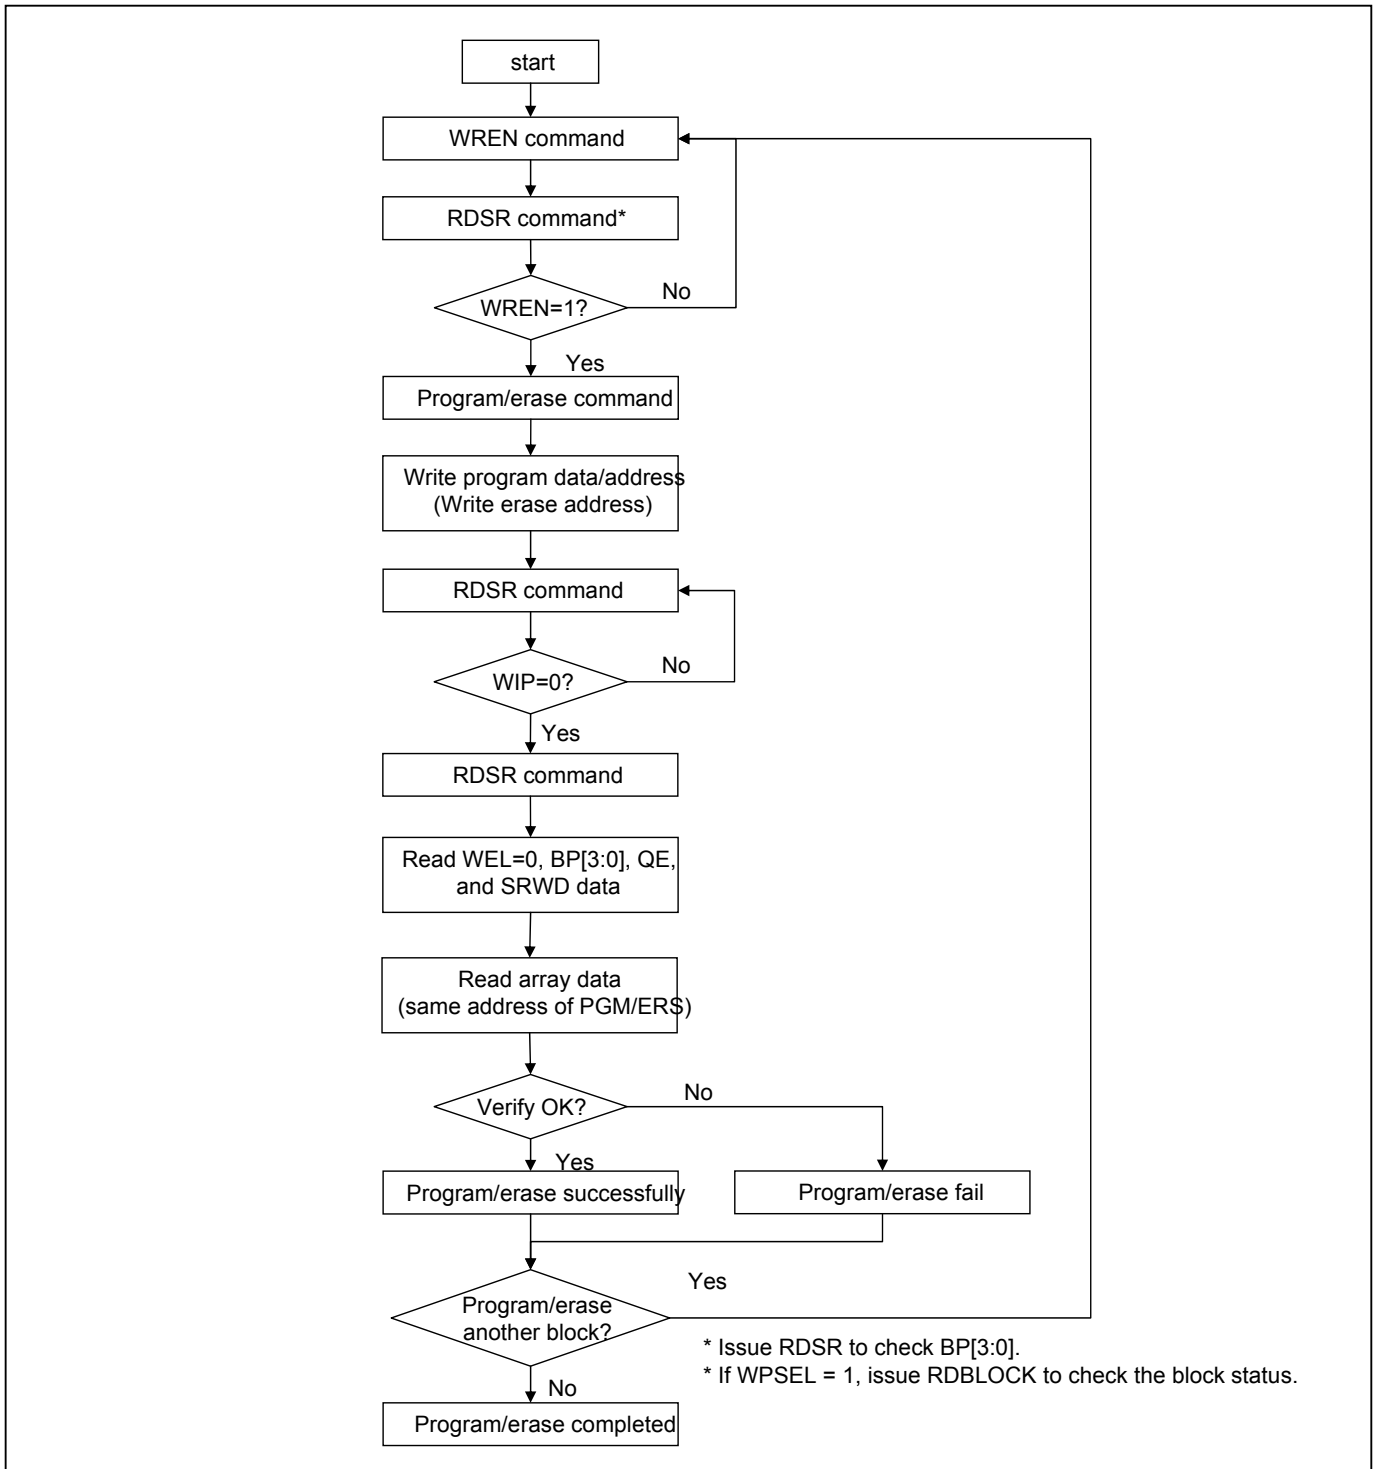 start
WREN command
RDSR command*
WREN=1?
No
Yes
Program/erase command
Write program data/address
(Write erase address)
RDSR command
WIP=0?
No
Yes
RDSR command
Read WEL=0, BP[3:0], QE,
and SRWD data
Read array data
(same address of PGM/ERS)
Verify OK?
No
Yes
Program/erase successfully
Program/erase fail
Program/erase
another block?
Yes
* Issue RDSR to check BP[3:0].
* If WPSEL = 1, issue RDBLOCK to check the block status.
No
Program/erase completed